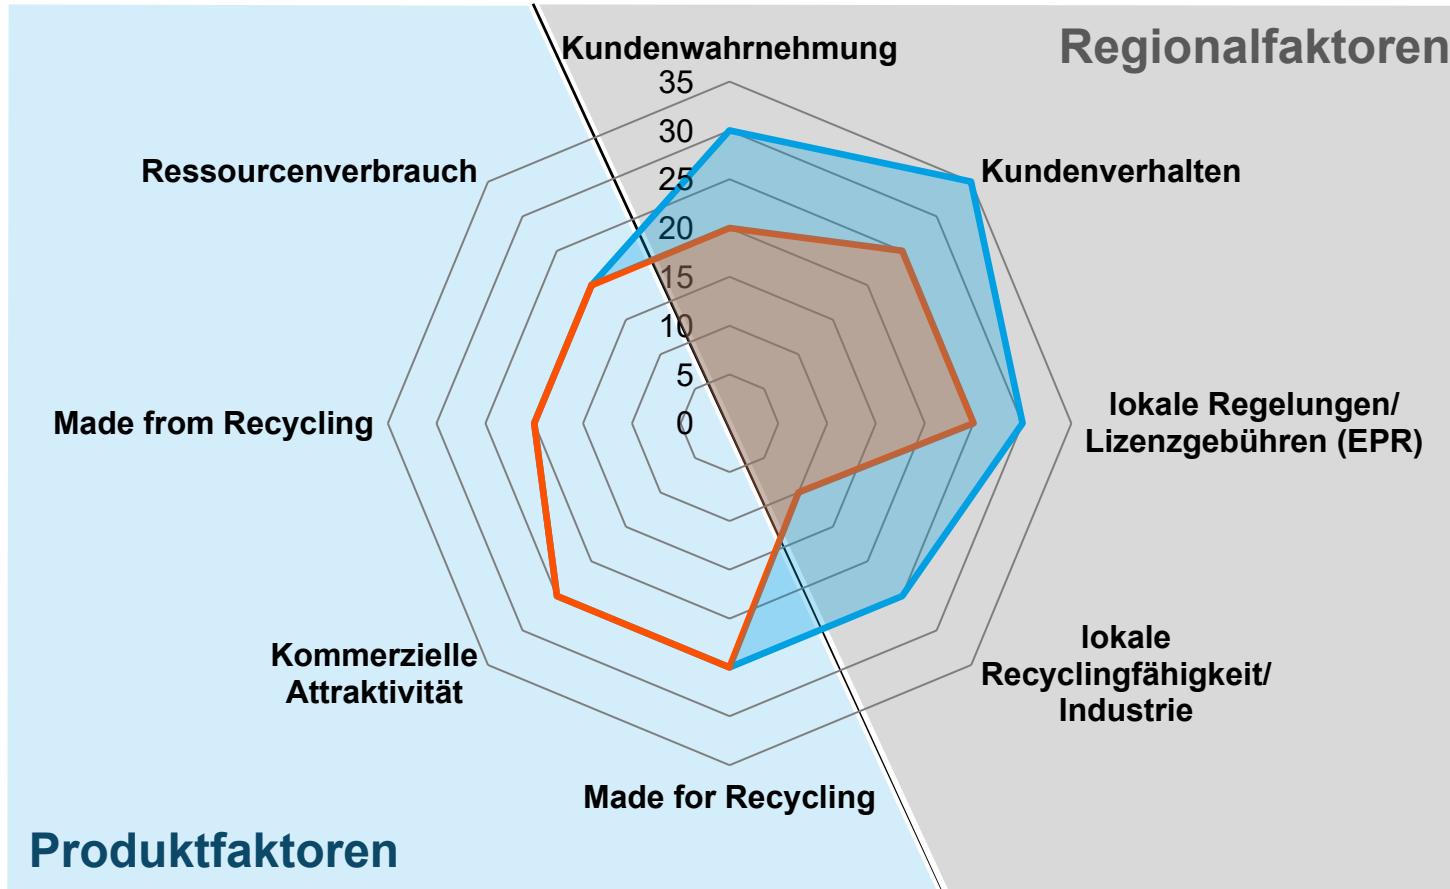 Regionalfaktoren
Kundenwahrnehmung
35
30
25
20
15
10
5
0
Ressourcenverbrauch
Kundenverhalten
Made from Recycling
lokale Regelungen/
Lizenzgebühren (EPR)
Kommerzielle
Attraktivität
lokale
Recyclingfähigkeit/
Industrie
Made for Recycling
Produktfaktoren